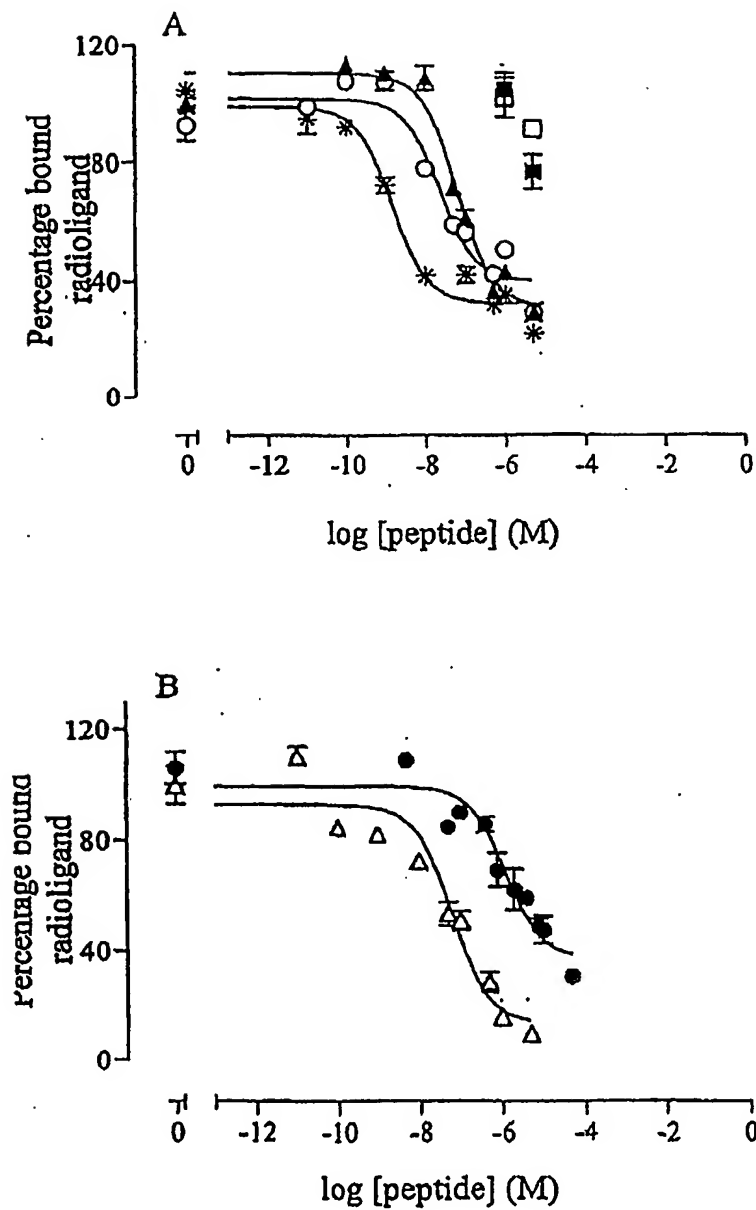 A
120
80
40
0
Percentage bound
radioligand
0 -12 -10 -8 -6 -4 -2 0
log [peptide] (M)
B
120
80
40
0
Percentage bound
radioligand
0 -12 -10 -8 -6 -4 -2 0
log [peptide] (M)